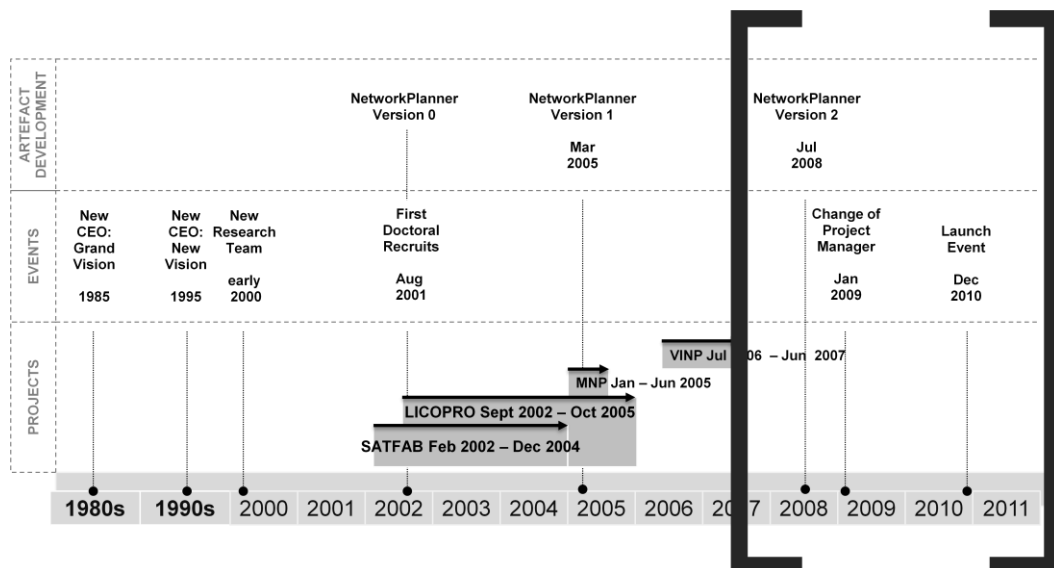 ARTEFACT
DEVELOPMENT
NetworkPlanner
Version 0
NetworkPlanner
Version 1
Mar
2005
NetworkPlanner
Version 2
Jul
2008
EVENTS
New
CEO:
Grand
Vision
1985
New
CEO:
New
Vision
1995
New
Research
Team
early
2000
First
Doctoral
Recruits
Aug
2001
Change of
Project
Manager
Jan
2009
Launch
Event
Dec
2010
PROJECTS
VINP Jul 06 – Jun 2007
MNP Jan – Jun 2005
LICOPRO Sept 2002 – Oct 2005
SATFAB Feb 2002 – Dec 2004
1980s 1990s 2000 2001 2002 2003 2004 2005 2006 2007 2008 2009 2010 2011